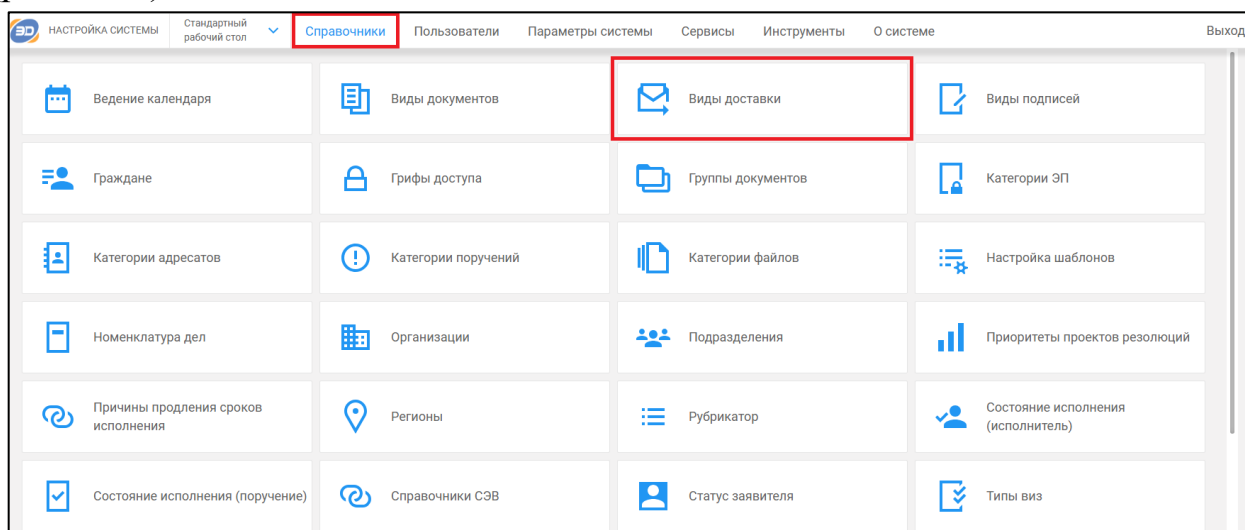 НАСТРОЙКА СИСТЕМЫ Стандартный рабочий стол Справочники Пользователи Параметры системы Сервисы Инструменты О системе Выход
Ведение календаря Виды документов Виды доставки Виды подписей
Граждане Грифы доступа Группы документов Категории ЭП
Категории адресатов Категории поручений Категории файлов Настройка шаблонов
Номенклатура дел Организации Подразделения Приоритеты проектов резолюций
Причины продления сроков
исполнения
Регионы Рубрикатор
Состояние исполнения
(исполнитель)
Состояние исполнения (поручение) Справочники СЭВ Статус заявителя Типы виз